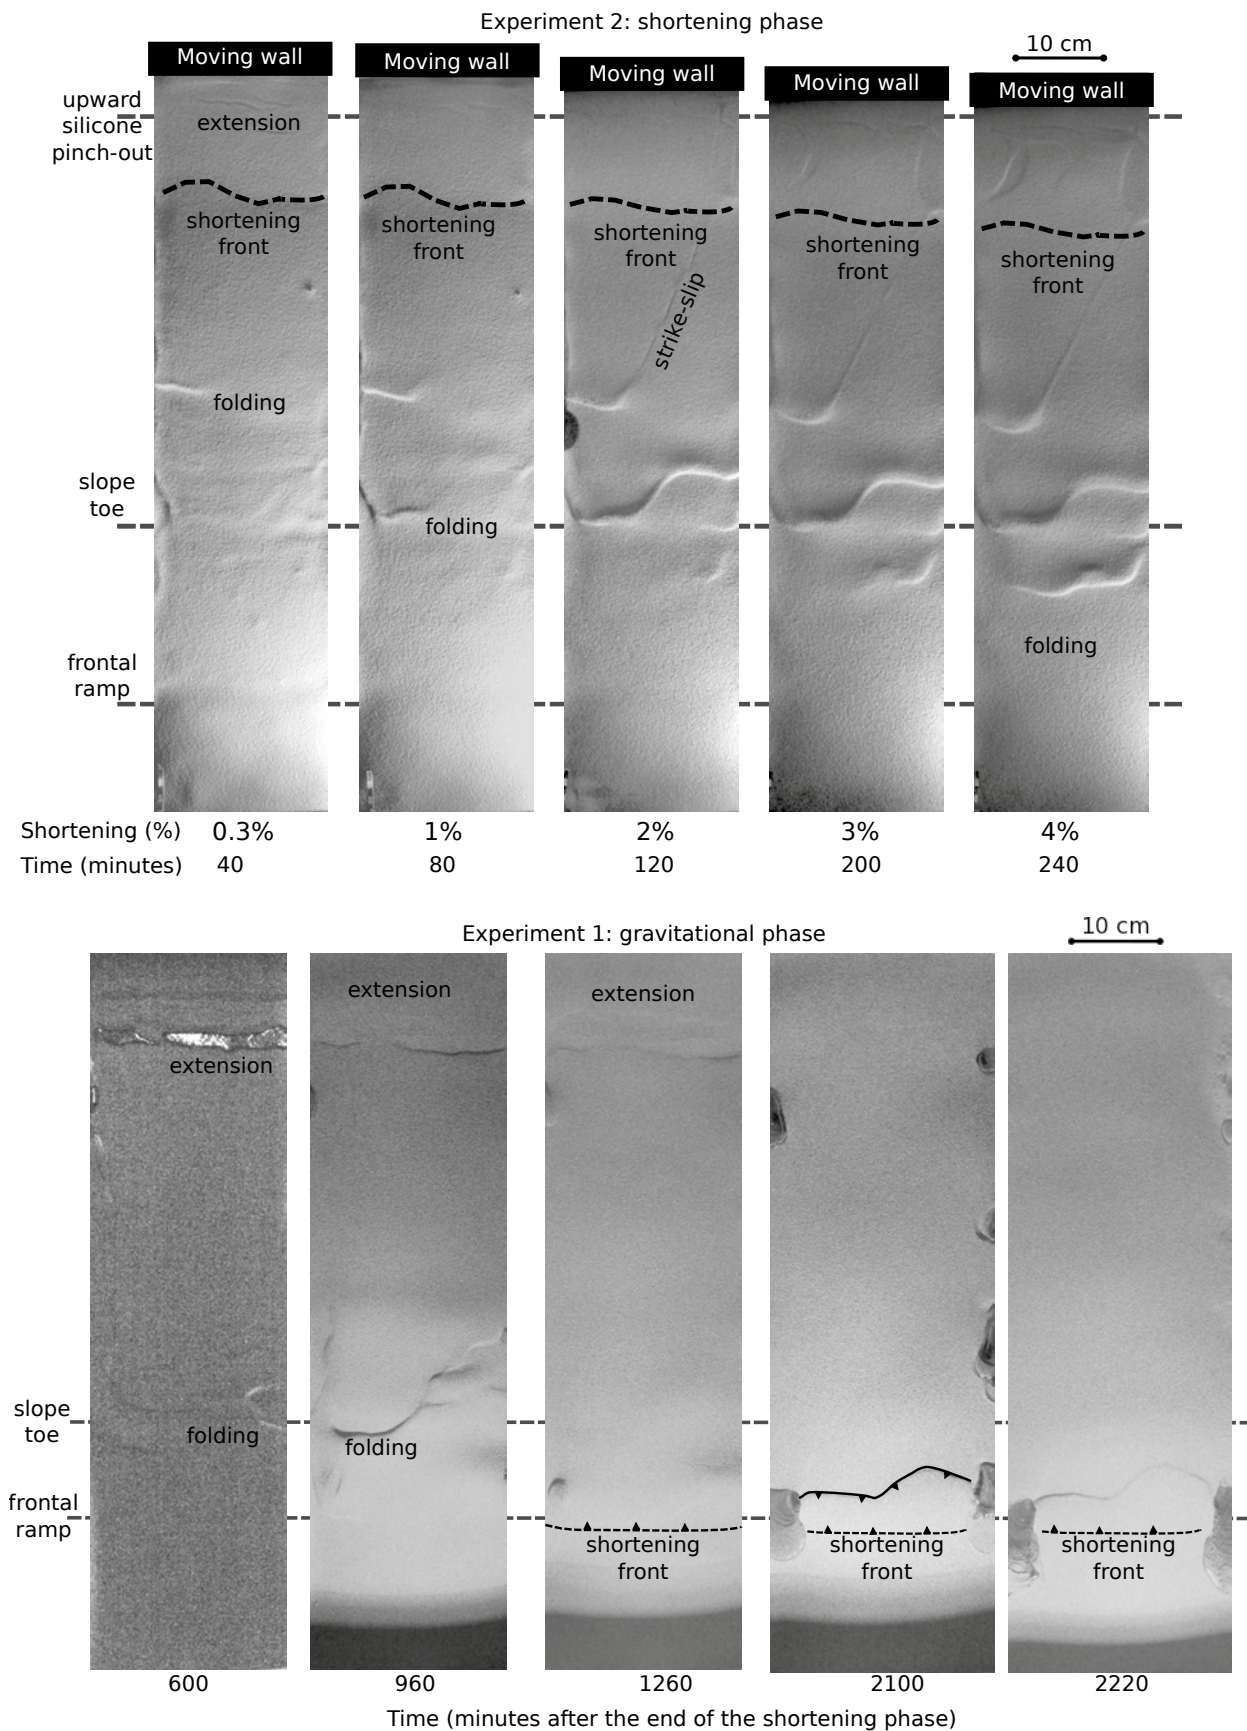 Experiment 2: shortening phase
10 cm
Moving wall
Moving wall
Moving wall
Moving wall
Moving wall
upward
silicone
pinch-out
extension
shortening
front
shortening
front
shortening
front
shortening
front
shortening
front
strike-slip
folding
slope
toe
folding
folding
frontal
ramp
Shortening (%) 0.3% 1% 2% 3% 4%
Time (minutes) 40 80 120 200 240
Experiment 1: gravitational phase
10 cm
extension
extension
extension
slope
toe
folding
folding
frontal
ramp
shortening
front
shortening
front
shortening
front
600 960 1260 2100 2220
Time (minutes after the end of the shortening phase)